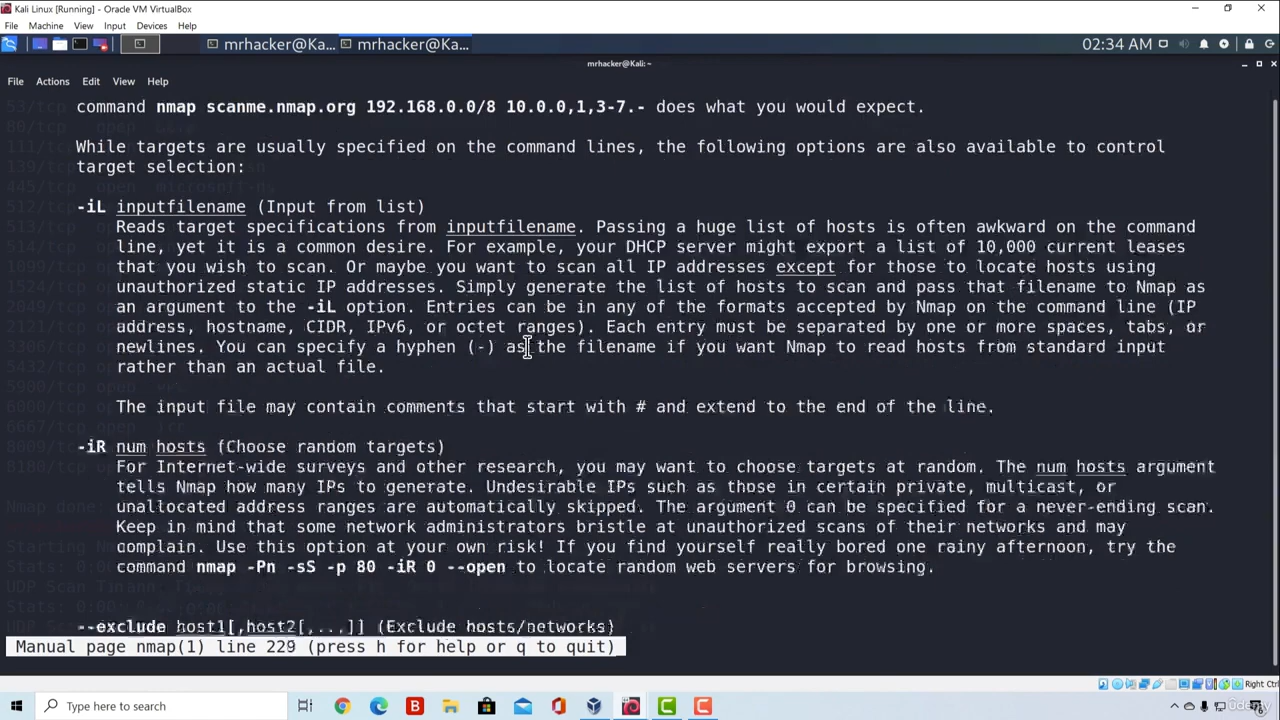 Kali Linux [Running] - Oracle VM VirtualBox
File Machine View Input Devices Help
mrhacker@Ka... mrhacker@Ka... 02:34 AM
mrhacker@Kali: ~
File Actions Edit View Help
command nmap scanme.nmap.org 192.168.0.0/8 10.0.0,1,3-7.- does what you would expect.
While targets are usually specified on the command lines, the following options are also available to control
target selection:
-iL inputfilename (Input from list)
Reads target specifications from inputfilename. Passing a huge list of hosts is often awkward on the command
line, yet it is a common desire. For example, your DHCP server might export a list of 10,000 current leases
that you wish to scan. Or maybe you want to scan all IP addresses except for those to locate hosts using
unauthorized static IP addresses. Simply generate the list of hosts to scan and pass that filename to Nmap as
an argument to the -iL option. Entries can be in any of the formats accepted by Nmap on the command line (IP
address, hostname, CIDR, IPv6, or octet ranges). Each entry must be separated by one or more spaces, tabs, or
newlines. You can specify a hyphen (-) as the filename if you want Nmap to read hosts from standard input
rather than an actual file.
The input file may contain comments that start with # and extend to the end of the line.
-iR num hosts (Choose random targets)
For Internet-wide surveys and other research, you may want to choose targets at random. The num hosts argument
tells Nmap how many IPs to generate. Undesirable IPs such as those in certain private, multicast, or
unallocated address ranges are automatically skipped. The argument 0 can be specified for a never-ending scan.
Keep in mind that some network administrators bristle at unauthorized scans of their networks and may
complain. Use this option at your own risk! If you find yourself really bored one rainy afternoon, try the
command nmap -Pn -sS -p 80 -iR 0 --open to locate random web servers for browsing.
--exclude host1[,host2[,...]] (Exclude hosts/networks)
Manual page nmap(1) line 229 (press h for help or q to quit)
Right Ctrl
Type here to search
Udemy